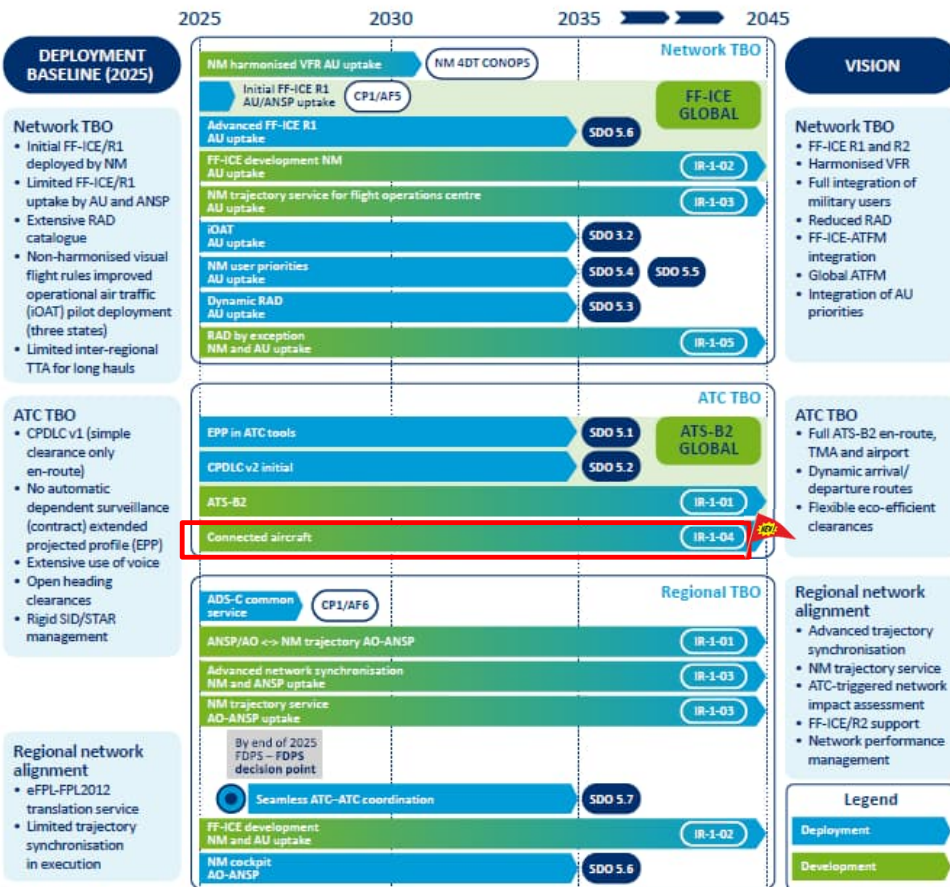 2025
2030
2035
2045
DEPLOYMENT
BASELINE (2025)
Network TBO
• Initial FF-ICE/R1
deployed by NM
• Limited FF-ICE/R1
uptake by AU and ANSP
• Extensive RAD
catalogue
• Non-harmonised visual
flight rules improved
operational air traffic
(iOAT) pilot deployment
(three states)
• Limited inter-regional
TTA for long hauls
ATC TBO
• CPDLC v1 (simple
clearance only
en-route)
• No automatic
dependent surveillance
(contract) extended
projected profile (EPP)
• Extensive use of voice
• Open heading
clearances
• Rigid SID/STAR
management
Regional network
alignment
• eFPL-FPL2012
translation service
• Limited trajectory
synchronisation
in execution
Network TBO
NM harmonised VFR AU uptake
NM 4DT CONOPS
Initial FF-ICE R1
AU/ANSP uptake
CP1/AF5
FF-ICE
GLOBAL
Advanced FF-ICE R1
AU uptake
SDO 5.6
FF-ICE development NM
AU uptake
IR-1-02
NM trajectory service for flight operations centre
AU uptake
IR-1-03
iOAT
AU uptake
SDO 3.2
NM user priorities
AU uptake
SDO 5.4
SDO 5.5
Dynamic RAD
AU uptake
SDO 5.3
RAD by exception
NM and AU uptake
IR-1-05
ATC TBO
EPP in ATC tools
SDO 5.1
ATS-B2
GLOBAL
CPDLC v2 initial
SDO 5.2
ATS-B2
IR-1-01
Connected aircraft
IR-1-04
NEW!
Regional TBO
ADS-C common
service
CP1/AF6
ANSP/AO <-> NM trajectory AO-ANSP
IR-1-01
Advanced network synchronisation
NM and ANSP uptake
IR-1-03
NM trajectory service
AO-ANSP uptake
IR-1-03
By end of 2025
FDPS – FDPS
decision point
Seamless ATC–ATC coordination
SDO 5.7
FF-ICE development
NM and AU uptake
IR-1-02
NM cockpit
AO-ANSP
SDO 5.6
VISION
Network TBO
• FF-ICE R1 and R2
• Harmonised VFR
• Full integration of
military users
• Reduced RAD
• FF-ICE-ATFM
integration
• Global ATFM
• Integration of AU
priorities
ATC TBO
• Full ATS-B2 en-route,
TMA and airport
• Dynamic arrival/
departure routes
• Flexible eco-efficient
clearances
Regional network
alignment
• Advanced trajectory
synchronisation
• NM trajectory service
• ATC-triggered network
impact assessment
• FF-ICE/R2 support
• Network performance
management
Legend
Deployment
Development